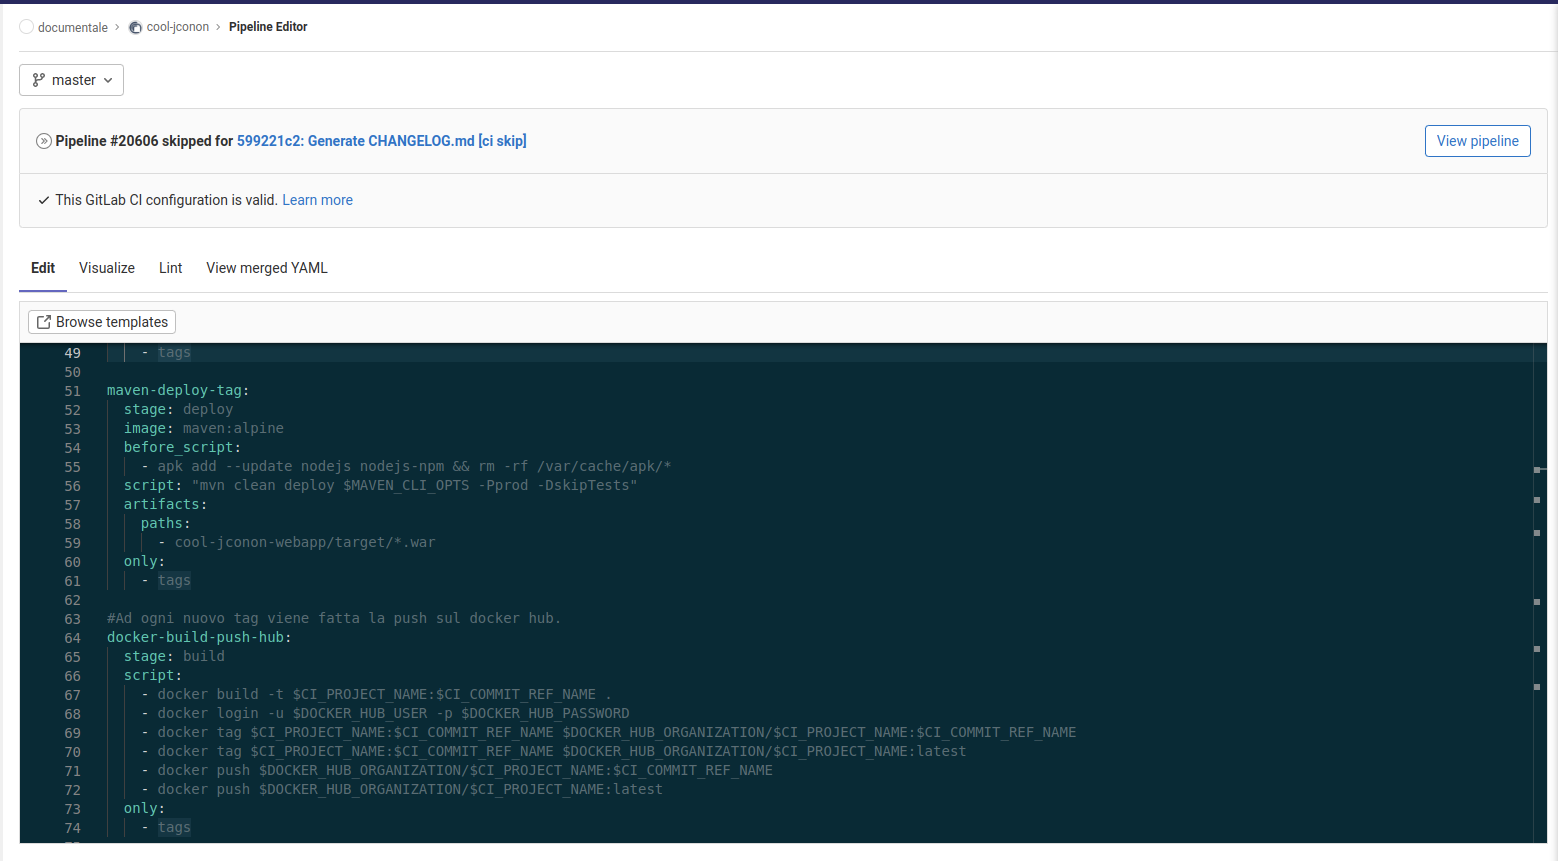 documentale › cool-jconon › Pipeline Editor
master
Pipeline #20606 skipped for 599221c2: Generate CHANGELOG.md [ci skip]
View pipeline
This GitLab CI configuration is valid. Learn more
Edit Visualize Lint View merged YAML
Browse templates
49 - tags
50
51 maven-deploy-tag:
52 stage: deploy
53 image: maven:alpine
54 before_script:
55 - apk add --update nodejs nodejs-npm && rm -rf /var/cache/apk/*
56 script: "mvn clean deploy $MAVEN_CLI_OPTS -Pprod -DskipTests"
57 artifacts:
58 paths:
59 - cool-jconon-webapp/target/*.war
60 only:
61 - tags
62
63 #Ad ogni nuovo tag viene fatta la push sul docker hub.
64 docker-build-push-hub:
65 stage: build
66 script:
67 - docker build -t $CI_PROJECT_NAME:$CI_COMMIT_REF_NAME .
68 - docker login -u $DOCKER_HUB_USER -p $DOCKER_HUB_PASSWORD
69 - docker tag $CI_PROJECT_NAME:$CI_COMMIT_REF_NAME $DOCKER_HUB_ORGANIZATION/$CI_PROJECT_NAME:$CI_COMMIT_REF_NAME
70 - docker tag $CI_PROJECT_NAME:$CI_COMMIT_REF_NAME $DOCKER_HUB_ORGANIZATION/$CI_PROJECT_NAME:latest
71 - docker push $DOCKER_HUB_ORGANIZATION/$CI_PROJECT_NAME:$CI_COMMIT_REF_NAME
72 - docker push $DOCKER_HUB_ORGANIZATION/$CI_PROJECT_NAME:latest
73 only:
74 - tags